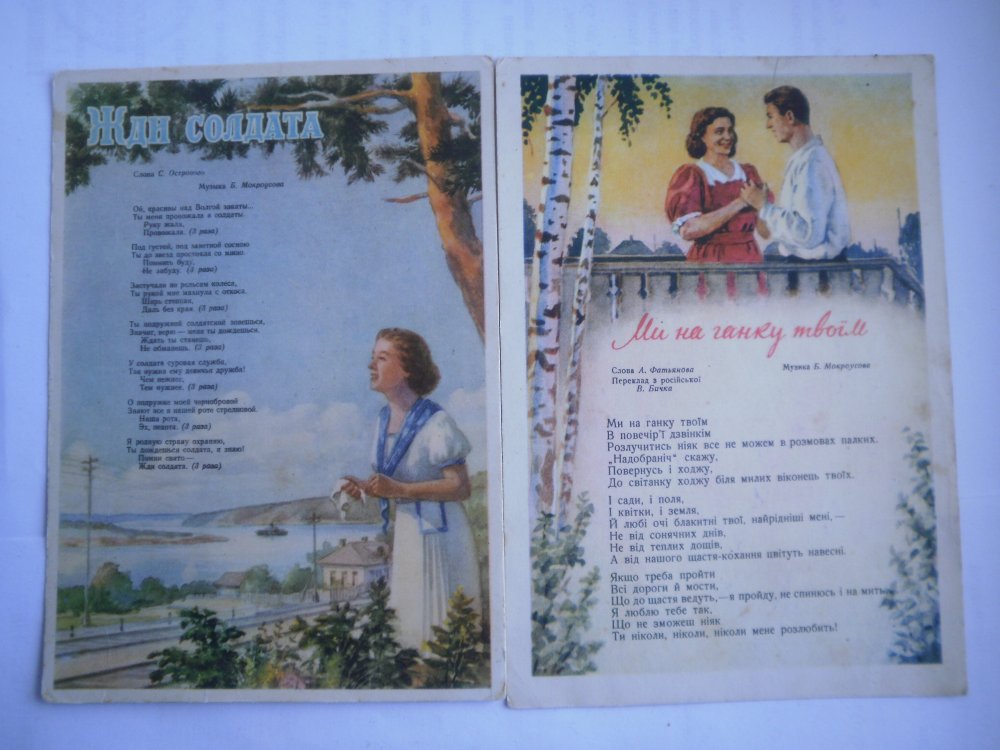 Жди солдата
Слова С. Острового
Музыка Б. Мокроусова
Ой, красивы над Волгой закаты...
Ты меня провожала в солдаты.
Руку жала,
Провожала. (3 раза)
Под густой, под заметной сосною
Ты до звезд простояла со мною.
Помнить буду,
Не забуду. (3 раза)
Застучали по рельсам колеса,
Ты рукой мне махнула с откоса.
Ширь степная,
Даль без края. (3 раза)
Ты подружкой солдатской зовешься,
Значит, верю — меня ты дождешься.
Ждать ты станешь,
Не обманешь. (3 раза)
У солдата суровая служба,
Так нужна ему девичья дружба!
Чем немлог,
Тем нужнее. (3 раза)
О подружке моей чернобровой
Знают все в нашей роте стрелковой.
Наша рота,
Эх, пехота. (3 раза)
Я родную страну охраняю,
Ты дождешься солдата, я знаю!
Помни свято —
Жди солдата. (3 раза)
Ми на ганку твоїм
Слова А. Фатьянова
Переклад з російської
В. Бичка
Музика Б. Мокроусова
Ми на ганку твоїм
В повечір'ї дзвінкім
Розлучитись ніяк все не можем в розмовах палких.
„Надобраніч“ скажу,
Повернусь і ходжу,
До світанку ходжу біля милих віконець твоїх.
І сади, і поля,
І квітки, і земля,
Й любі очі блакитні твої, найрідніші мені,—
Не від сонячних днів,
Не від теплих дощів,
А від нашого щастя-кохання цвітуть навесні.
Якщо треба пройти
Всі дороги й мости,
Що до щастя ведуть,—я пройду, не спинюсь і на мить.
Я люблю тебе так,
Що не зможеш ніяк
Ти ніколи, ніколи, ніколи мене розлюбить!